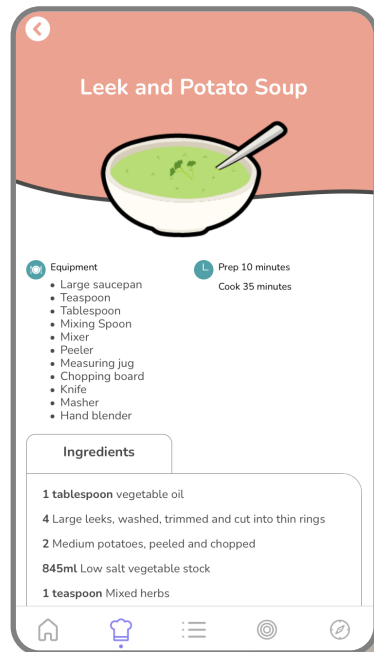 Leek and Potato Soup
Equipment
Large saucepan
Teaspoon
Tablespoon
Mixing Spoon
Mixer
Peeler
Measuring jug
Chopping board
Knife
Masher
Hand blender
Prep 10 minutes
Cook 35 minutes
Ingredients
1 tablespoon vegetable oil
4 Large leeks, washed, trimmed and cut into thin rings
2 Medium potatoes, peeled and chopped
845ml Low salt vegetable stock
1 teaspoon Mixed herbs